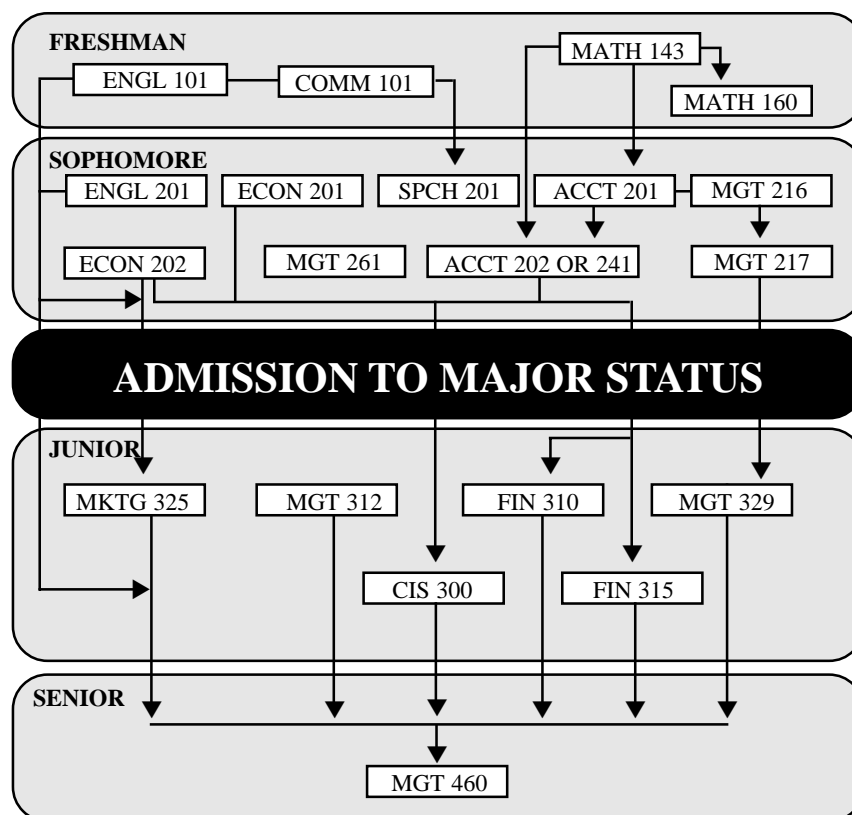 FRESHMAN
MATH 143
ENGL 101
COMM 101
MATH 160
SOPHOMORE
ENGL 201
ECON 201
SPCH 201
ACCT 201
MGT 216
ECON 202
MGT 261
ACCT 202 OR 241
MGT 217
ADMISSION TO MAJOR STATUS
JUNIOR
MKTG 325
MGT 312
FIN 310
MGT 329
CIS 300
FIN 315
SENIOR
MGT 460